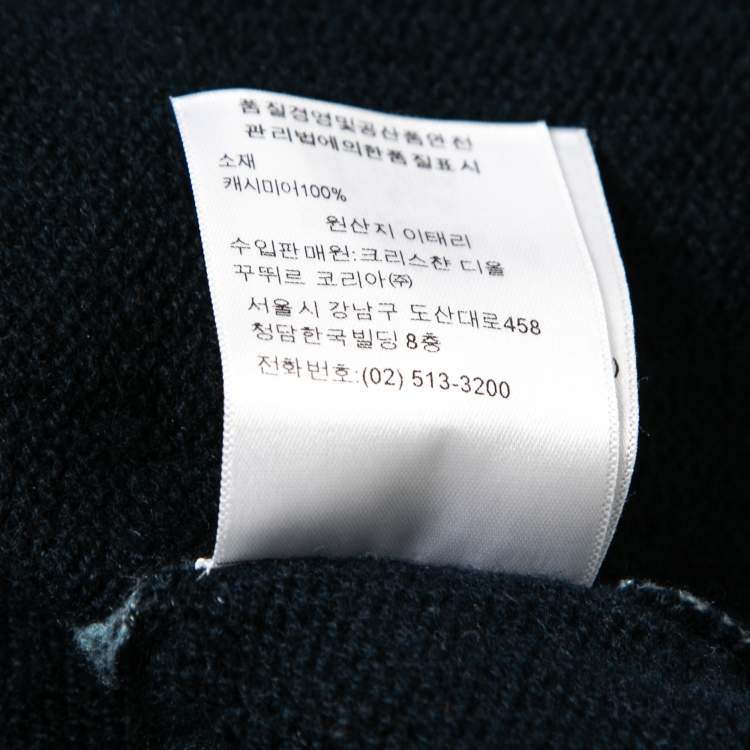 품질경영및공산품안전
관리법에의한품질표시
소재
캐시미어100%
원산지 이태리
수입판매원:크리스챤 디올
꾸뛰르 코리아㈜
서울시 강남구 도산대로458
청담한국빌딩 8층
전화번호:(02) 513-3200